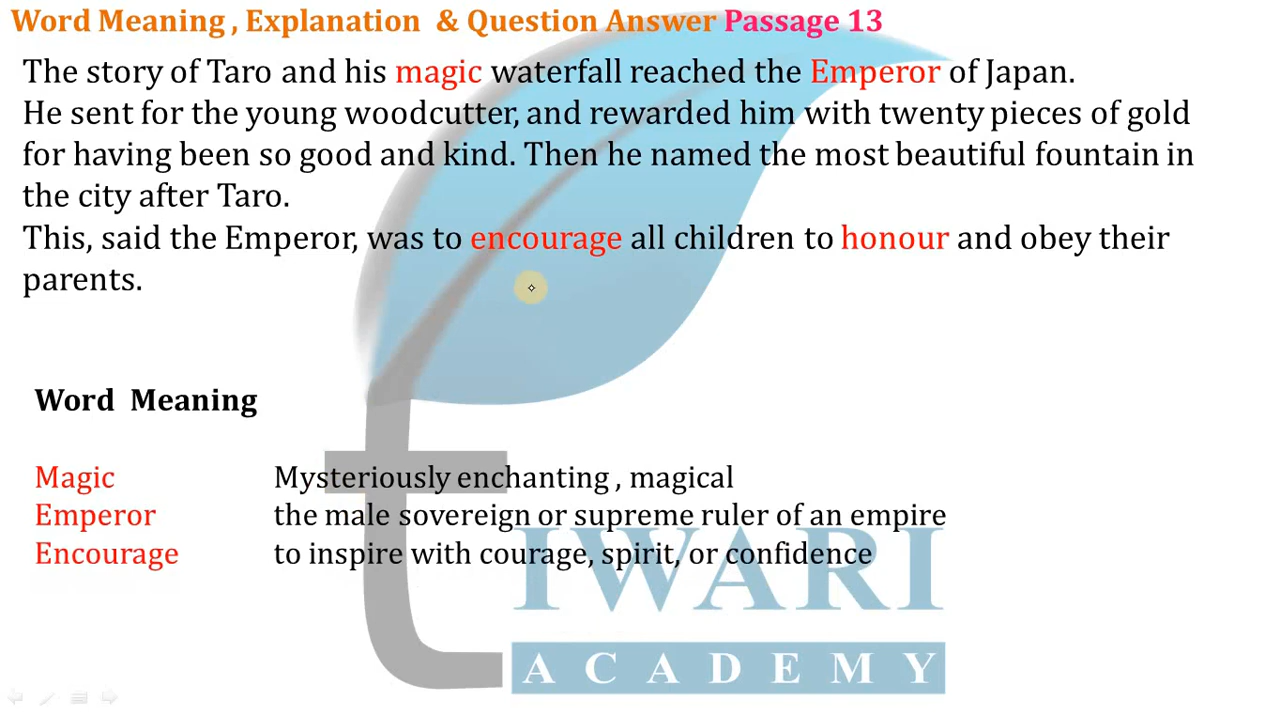 Word Meaning , Explanation & Question Answer Passage 13
The story of Taro and his magic waterfall reached the Emperor of Japan.
He sent for the young woodcutter, and rewarded him with twenty pieces of gold
for having been so good and kind. Then he named the most beautiful fountain in
the city after Taro.
This, said the Emperor, was to encourage all children to honour and obey their
parents.
Word Meaning
Magic Mysteriously enchanting , magical
Emperor the male sovereign or supreme ruler of an empire
Encourage to inspire with courage, spirit, or confidence
tIWARI
ACADEMY